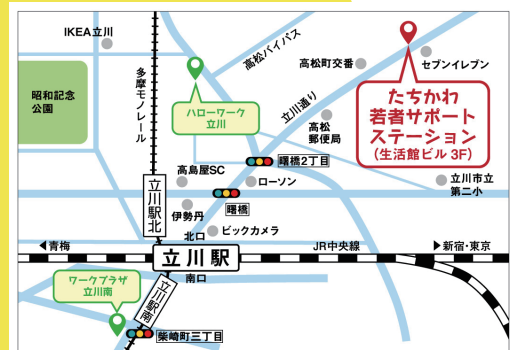 IKEA立川
高松バイパス
高松町交番
セブンイレブン
昭和記念
公園
多摩モノレール
ハローワーク
立川
立川通り
高松
郵便局
たちかわ
若者サポート
ステーション
(生活館ビル 3F)
曙橋2丁目
高島屋SC
ローソン
立川市立
第二小
立川駅北
伊勢丹
曙橋
北口
ビックカメラ
青梅
立川駅
JR中央線
新宿・東京
南口
ワークプラザ
立川南
立川駅南
柴崎町三丁目